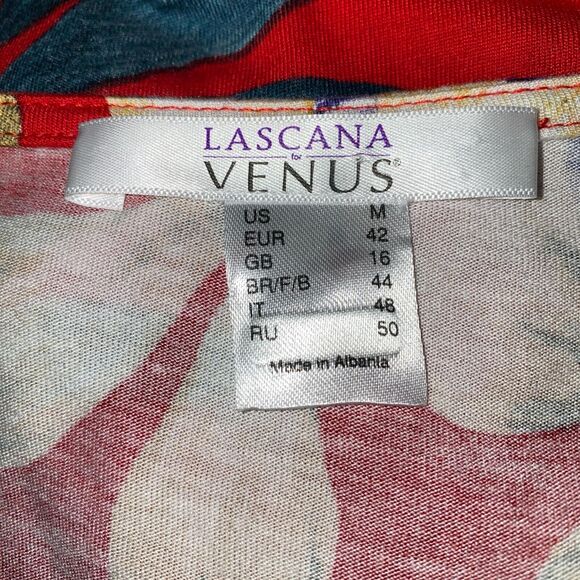 LASCANA
for
VENUS®
US M
EUR 42
GB 16
BR/F/B 44
IT 48
RU 50
Made in Albania